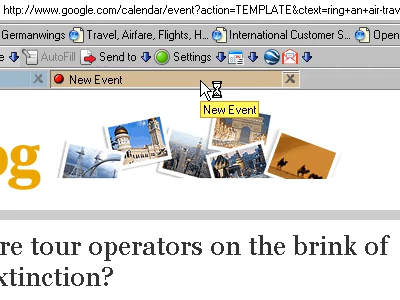 http://www.google.com/calendar/event?action=TEMPLATE&ctext=ring+an+air-trav
Germanwings Travel, Airfare, Flights, H... International Customer S... Open
e AutoFill Send to Settings
New Event
New Event
og
re tour operators on the brink of
xtinction?